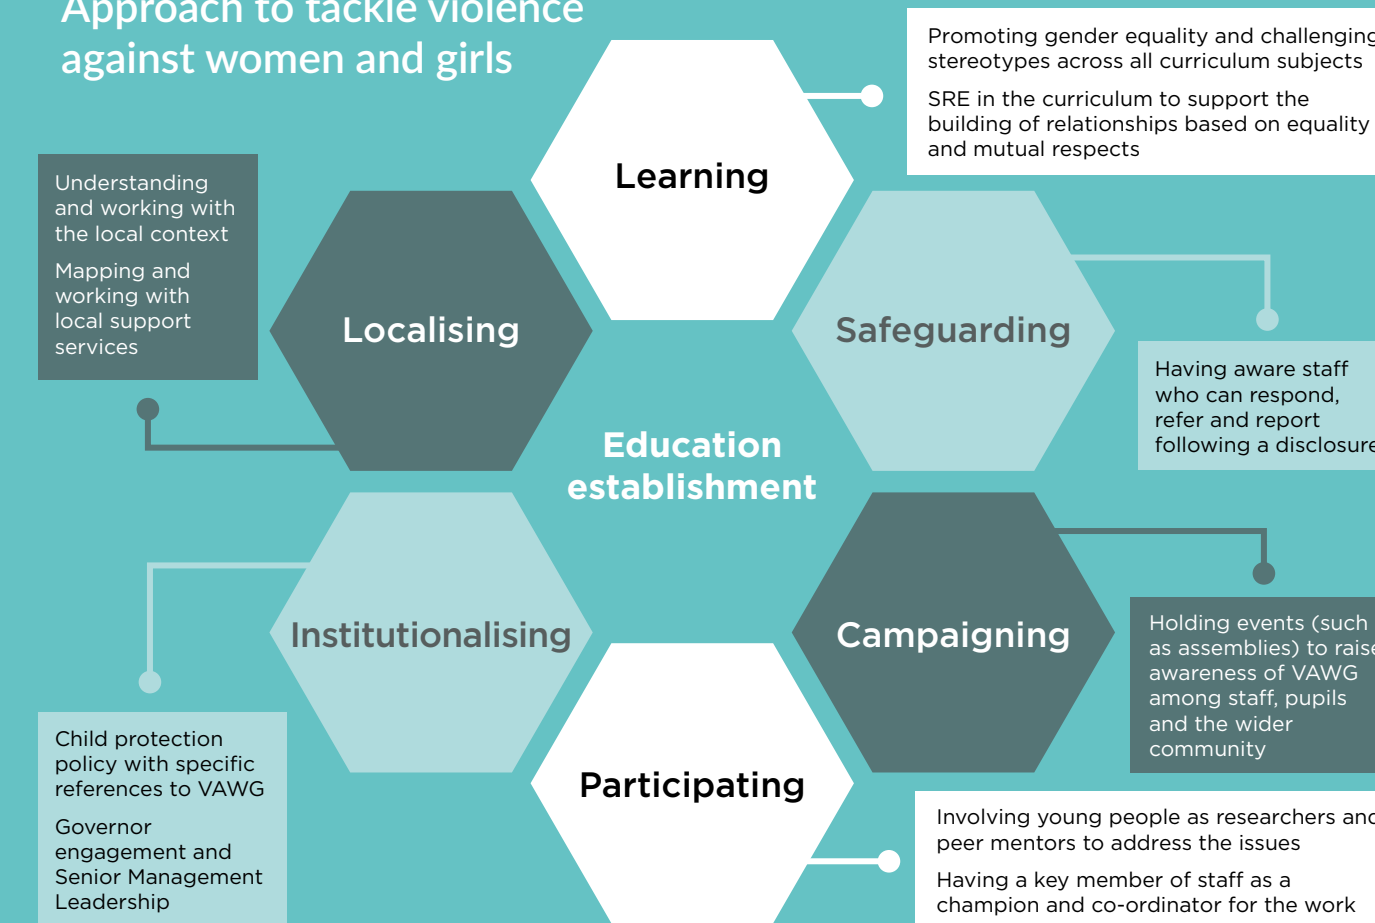 Approach to tackle violence
against women and girls
Promoting gender equality and challenging
stereotypes across all curriculum subjects
SRE in the curriculum to support the
building of relationships based on equality
and mutual respects
Learning
Understanding
and working with
the local context
Mapping and
working with
local support
services
Localising
Safeguarding
Having aware staff
who can respond,
refer and report
following a disclosure
Education
establishment
Institutionalising
Campaigning
Holding events (such
as assemblies) to raise
awareness of VAWG
among staff, pupils
and the wider
community
Child protection
policy with specific
references to VAWG
Governor
engagement and
Senior Management
Leadership
Participating
Involving young people as researchers and
peer mentors to address the issues
Having a key member of staff as a
champion and co-ordinator for the work